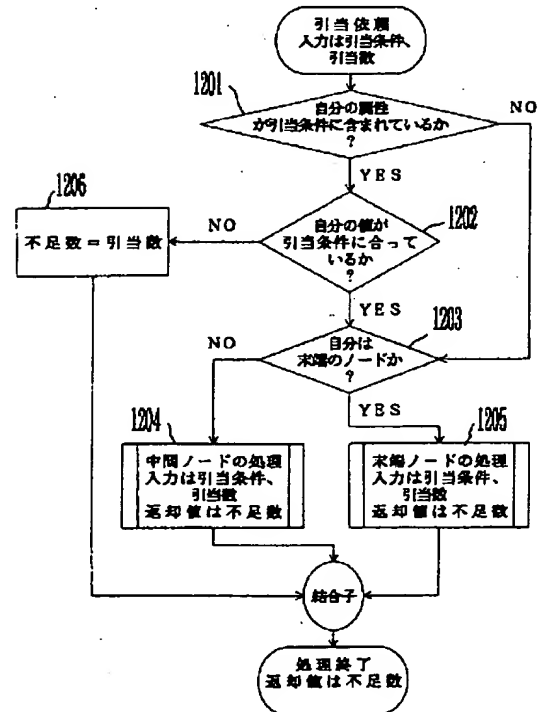 引当依頼
入力は引当条件、
引当数
1201
自分の属性
が引当条件に含まれているか
?
NO
YES
1206
不足数=引当数
NO
1202
自分の値が
引当条件に合って
いるか
?
YES
1203
NO
自分は
末端のノードか
?
YES
1204
中間ノードの処理
入力は引当条件、
引当数
返却値は不足数
1205
末端ノードの処理
入力は引当条件、
引当数
返却値は不足数
結合子
処理終了
返却値は不足数